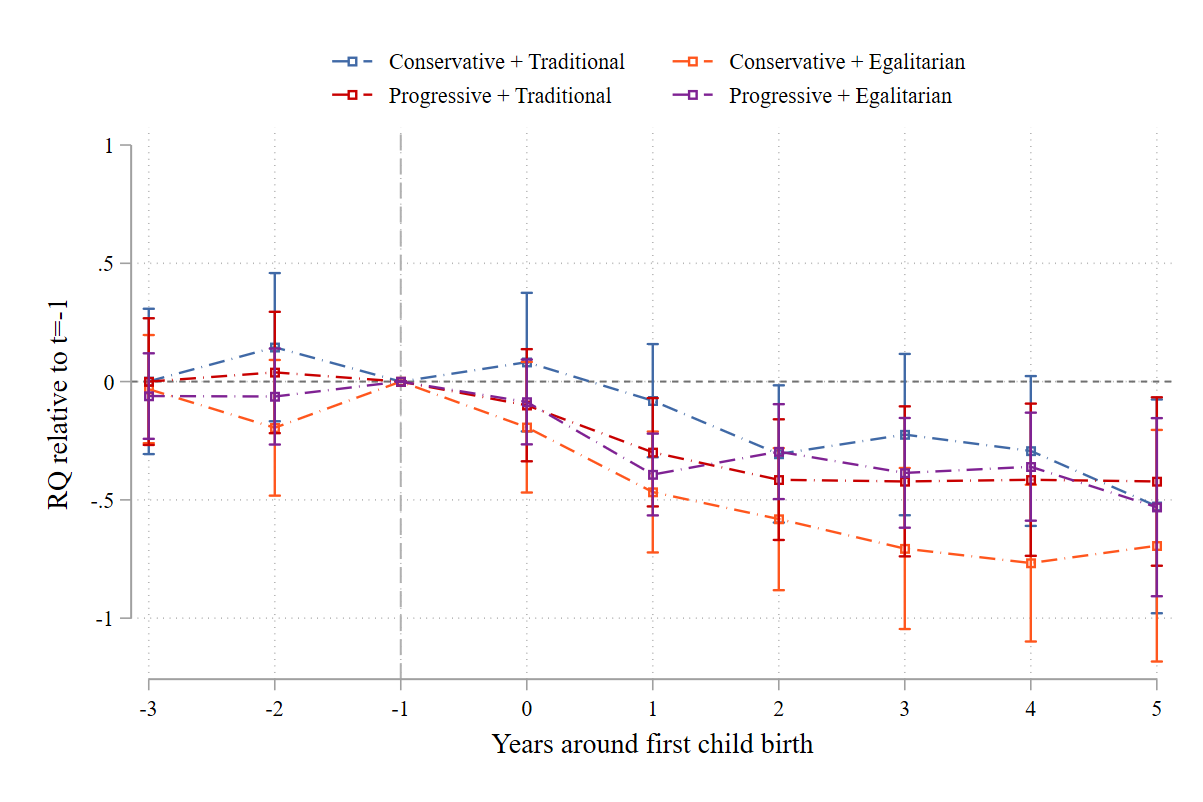 Conservative + Traditional
Conservative + Egalitarian
Progressive + Traditional
Progressive + Egalitarian
1
.5
0
-.5
-1
RQ relative to t=-1
-3 -2 -1 0 1 2 3 4 5
Years around first child birth